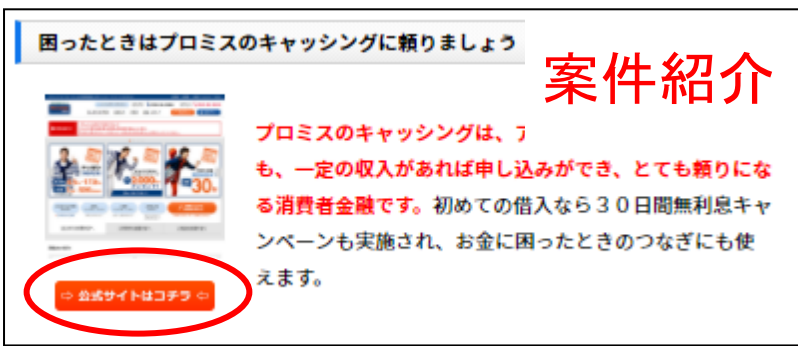 困ったときはプロミスのキャッシングに頼りましょう
案件紹介
プロミスのキャッシングは、
も、一定の収入があれば申し込みができ、とても頼りにな
る消費者金融です。初めての借入なら30日間無利息キャ
ンペーンも実施され、お金に困ったときのつなぎにも使
えます。
⇨ 公式サイトはコチラ ⇦